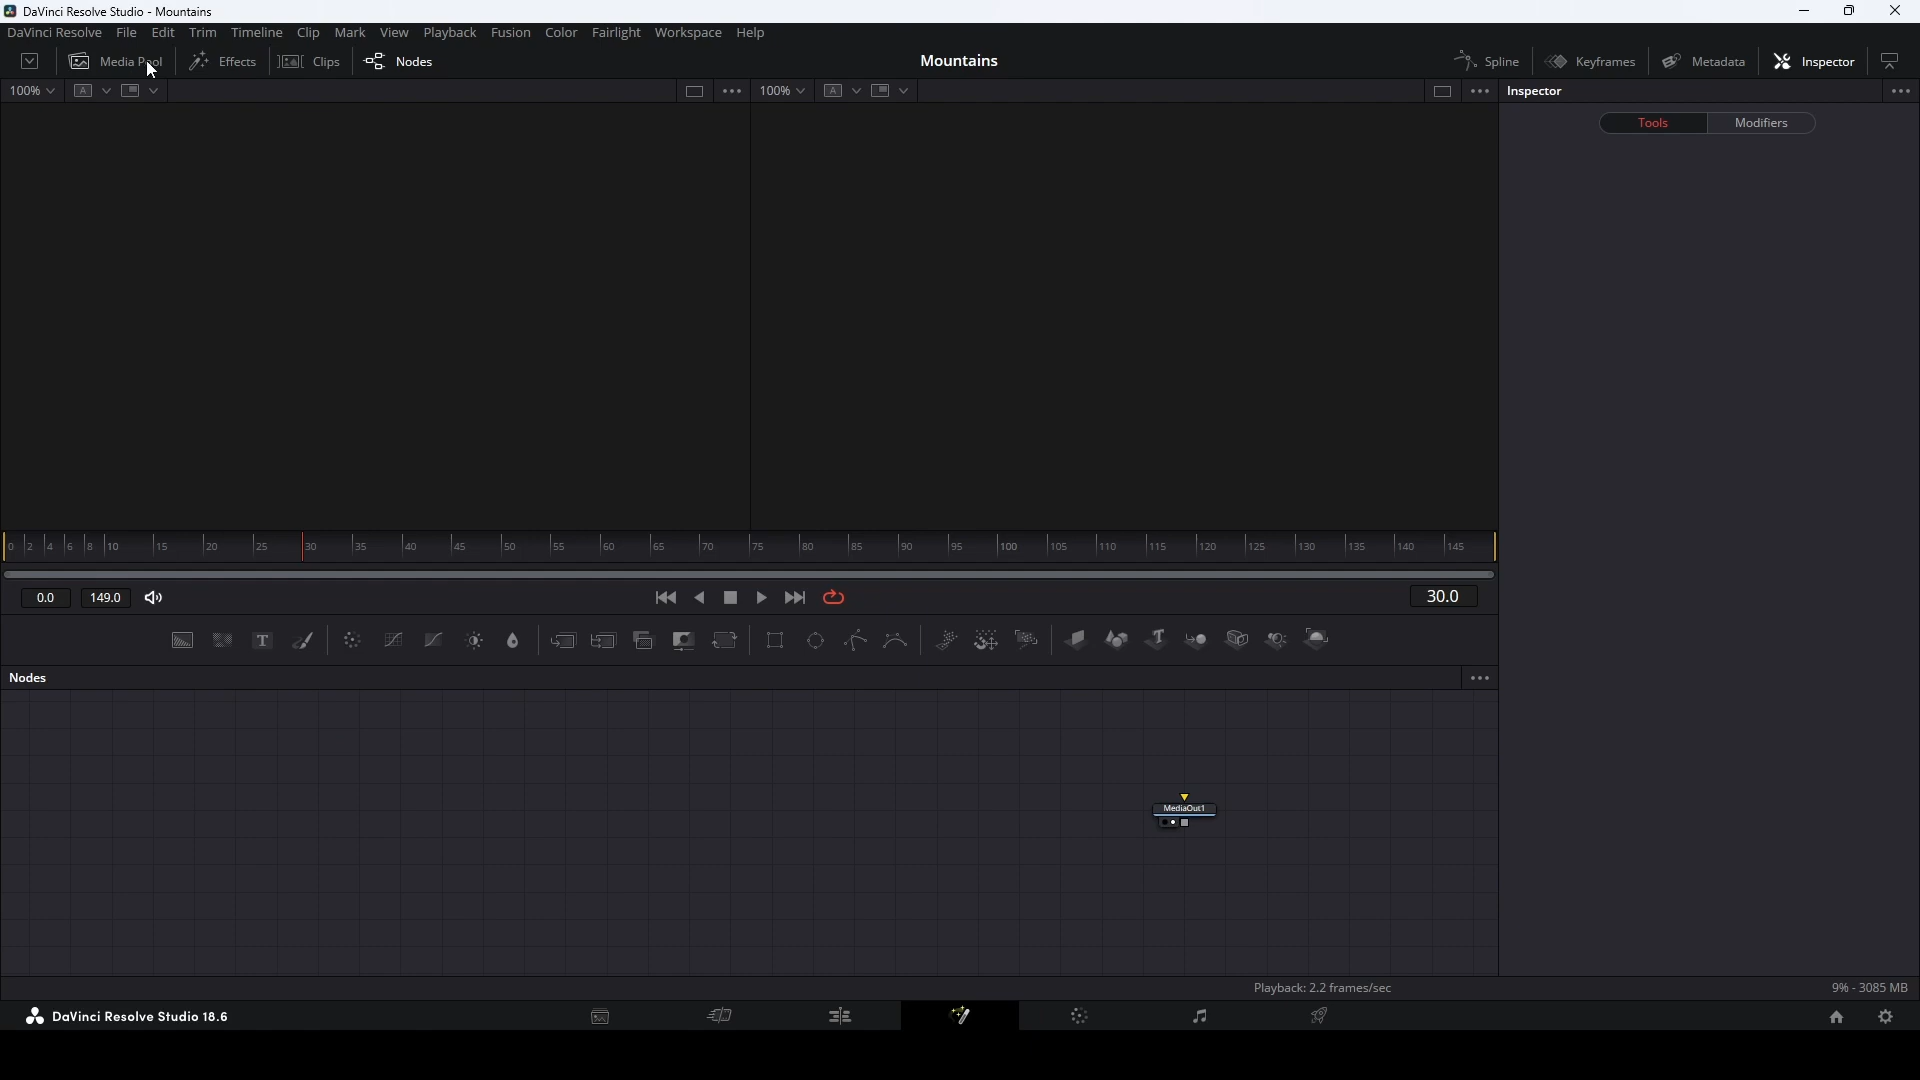 DaVinci Resolve Studio - Mountains
DaVinci Resolve File Edit Trim Timeline Clip Mark View Playback Fusion Color Fairlight Workspace Help
Media Pool Effects Clips Nodes Mountains Spline Keyframes Metadata Inspector
100% A 100% A Inspector
Tools Modifiers
0 2 4 6 8 10 15 20 25 30 35 40 45 50 55 60 65 70 75 80 85 90 95 100 105 110 115 120 125 130 135 140 145
0.0 149.0 30.0
T T
Nodes
MediaOut1
Playback: 2.2 frames/sec 9% - 3085 MB
DaVinci Resolve Studio 18.6